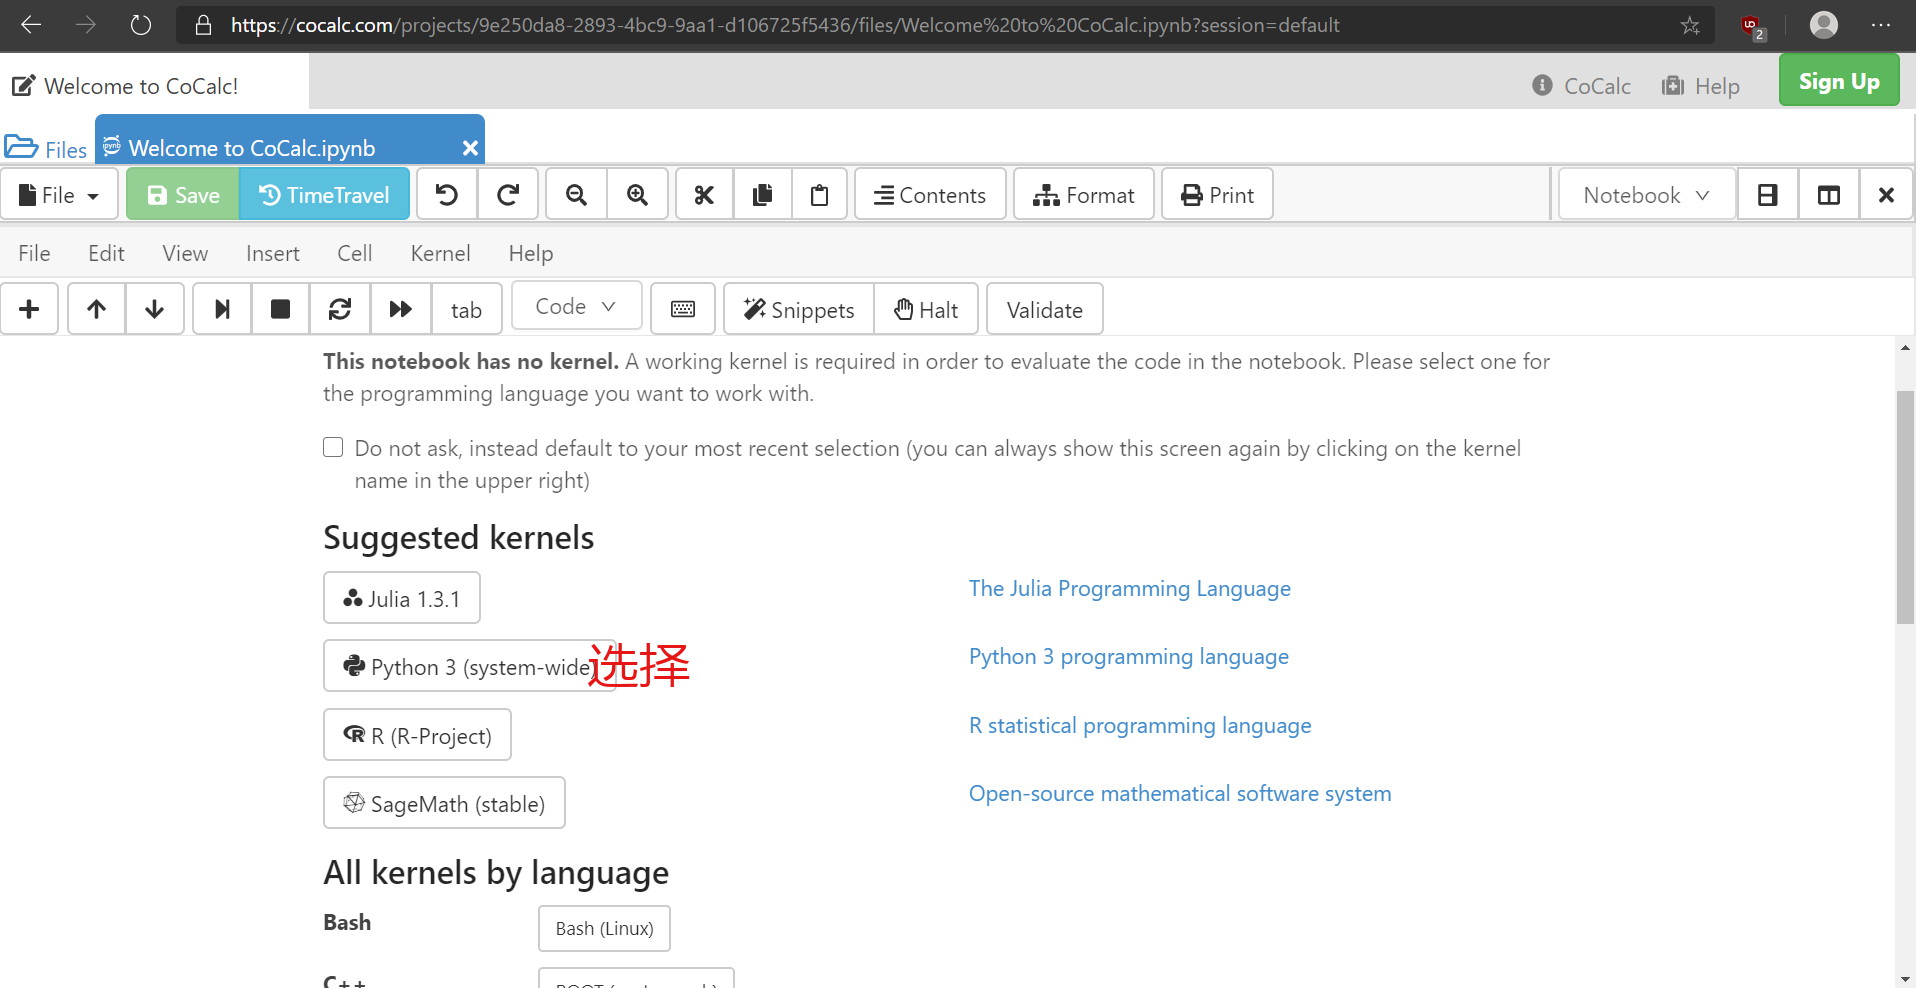 https://cocalc.com/projects/9e250da8-2893-4bc9-9aa1-d106725f5436/files/Welcome%20to%20CoCalc.ipynb?session=default
2
Welcome to CoCalc!
CoCalc
Help
Sign Up
Files
Welcome to CoCalc.ipynb
File
Save
TimeTravel
Contents
Format
Print
Notebook
File Edit View Insert Cell Kernel Help
tab
Code
Snippets
Halt
Validate
This notebook has no kernel. A working kernel is required in order to evaluate the code in the notebook. Please select one for
the programming language you want to work with.
Do not ask, instead default to your most recent selection (you can always show this screen again by clicking on the kernel
name in the upper right)
Suggested kernels
Julia 1.3.1
The Julia Programming Language
Python 3 (system-wide)
选择
Python 3 programming language
R (R-Project)
R statistical programming language
SageMath (stable)
Open-source mathematical software system
All kernels by language
Bash
Bash (Linux)
C++